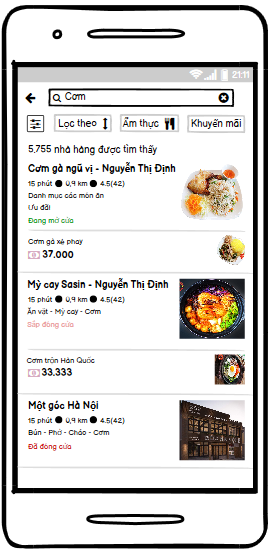 21:11
Cơm
Lọc theo
Ẩm thực
Khuyến mãi
5,755 nhà hàng được tìm thấy
Cơm gà ngũ vị - Nguyễn Thị Định
15 phút ● 0,9 km ● 4.5(42)
Danh mục các món ăn
Ưu đãi
Đang mở cửa
Cơm gà xé phay
37.000
Mỳ cay Sasin - Nguyễn Thị Định
15 phút ● 0,9 km ● 4.5(42)
Ăn vặt - Mỳ cay - Cơm
Sắp đóng cửa
Cơm trộn Hàn Quốc
33.333
Một góc Hà Nội
15 phút ● 0,9 km ● 4.5(42)
Bún - Phở - Cháo - Cơm
Đã đóng cửa